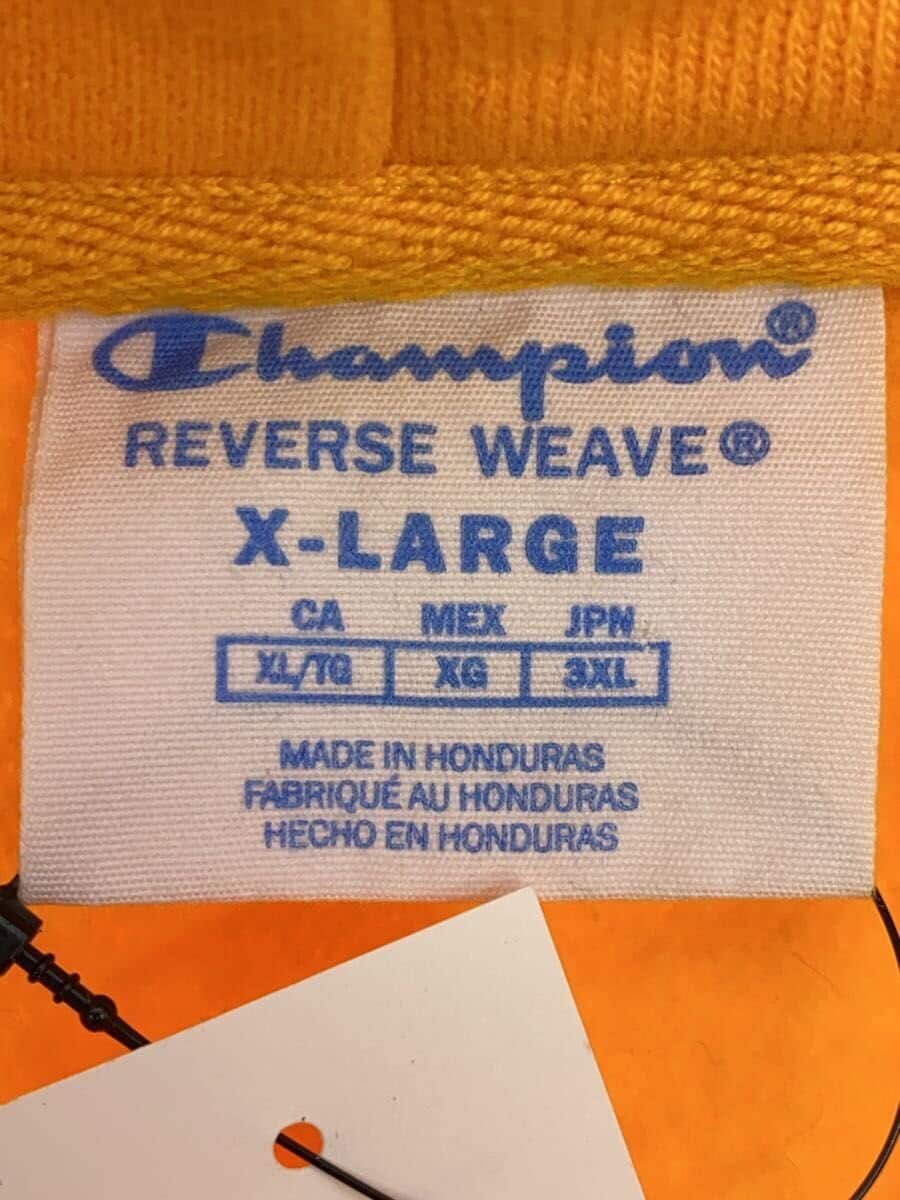 Champion®
REVERSE WEAVE®
X-LARGE
CA MEX JPN
XL/TG XG 3XL
MADE IN HONDURAS
FABRIQUÉ AU HONDURAS
HECHO EN HONDURAS